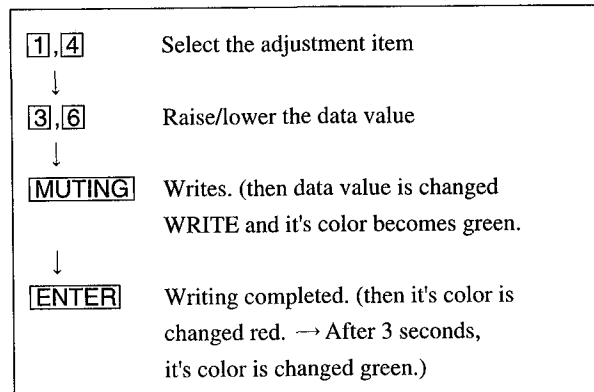 1,4 Select the adjustment item
↓
3,6 Raise/lower the data value
↓
MUTING Writes. (then data value is changed
WRITE and it's color becomes green.
↓
ENTER Writing completed. (then it's color is
changed red. → After 3 seconds,
it's color is changed green.)